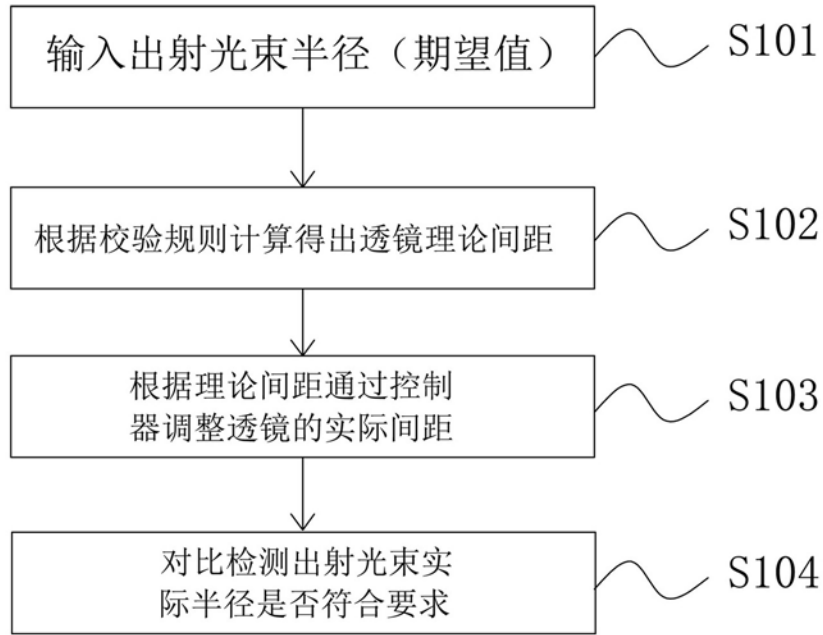 输入出射光束半径（期望值）
S101
根据校验规则计算得出透镜理论间距
S102
根据理论间距通过控制
器调整透镜的实际间距
S103
对比检测出射光束实
际半径是否符合要求
S104